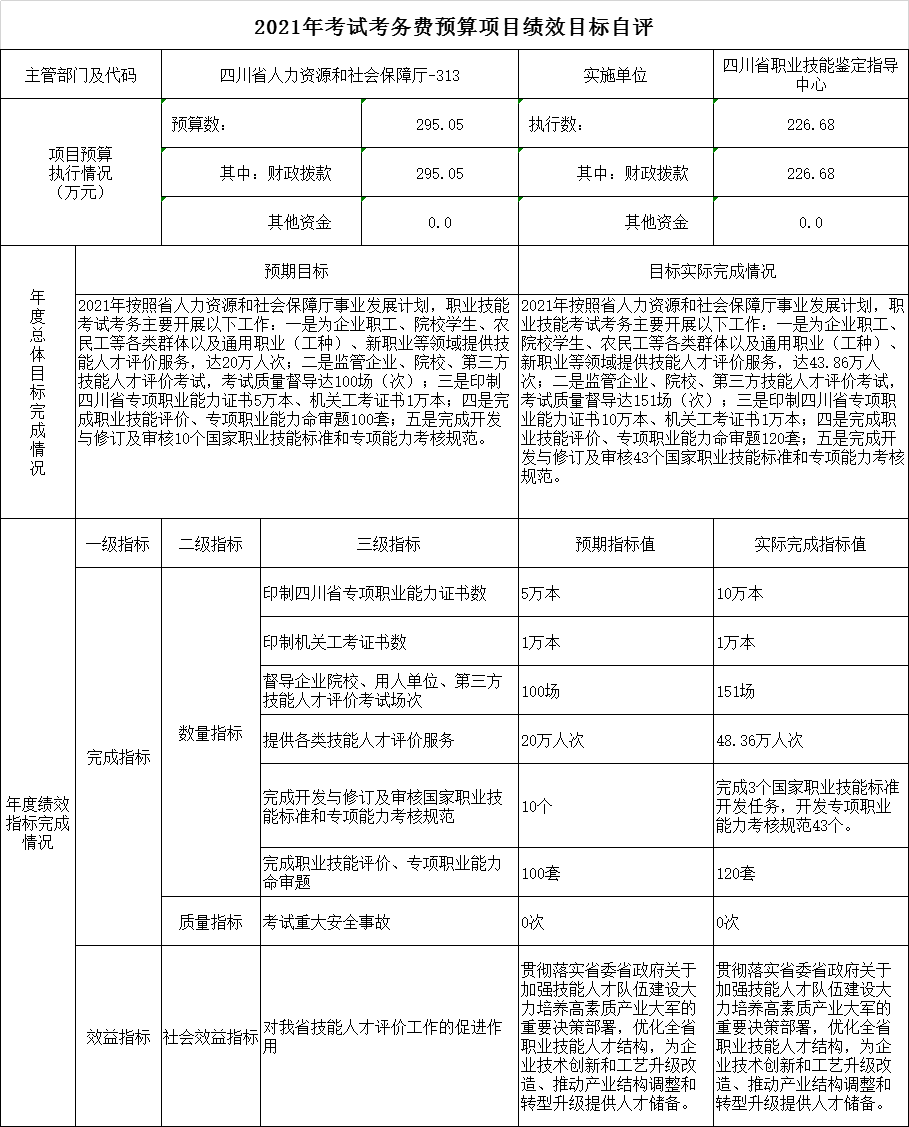 2021年考试考务费预算项目绩效目标自评
主管部门及代码
四川省人力资源和社会保障厅-313
实施单位
四川省职业技能鉴定指导
中心
项目预算
执行情况
（万元）
预算数：
295.05
执行数：
226.68
其中：财政拨款
295.05
其中：财政拨款
226.68
其他资金
0.0
其他资金
0.0
年度总体目标完成情况
预期目标
目标实际完成情况
2021年按照省人力资源和社会保障厅事业发展计划，职业技能
考试考务主要开展以下工作：一是为企业职工、院校学生、农
民工等各类群体以及通用职业（工种）、新职业等领域提供技
能人才评价服务，达20万人次；二是监管企业、院校、第三方
技能人才评价考试，考试质量督导达100场（次）；三是印制
四川省专项职业能力证书5万本、机关工考证书1万本；四是完
成职业技能评价、专项职业能力命审题100套；五是完成开发
与修订及审核10个国家职业技能标准和专项能力考核规范。
2021年按照省人力资源和社会保障厅事业发展计划，职
业技能考试考务主要开展以下工作：一是为企业职工、
院校学生、农民工等各类群体以及通用职业（工种）、
新职业等领域提供技能人才评价服务，达43.86万人
次；二是监管企业、院校、第三方技能人才评价考试，
考试质量督导达151场（次）；三是印制四川省专项职
业能力证书10万本、机关工考证书1万本；四是完成职
业技能评价、专项职业能力命审题120套；五是完成开
发与修订及审核43个国家职业技能标准和专项能力考核
规范。
年度绩效
指标完成
情况
一级指标
二级指标
三级指标
预期指标值
实际完成指标值
完成指标
数量指标
印制四川省专项职业能力证书数
5万本
10万本
印制机关工考证书数
1万本
1万本
督导企业院校、用人单位、第三方
技能人才评价考试场次
100场
151场
提供各类技能人才评价服务
20万人次
48.36万人次
完成开发与修订及审核国家职业技
能标准和专项能力考核规范
10个
完成3个国家职业技能标准
开发任务，开发专项职业
能力考核规范43个。
完成职业技能评价、专项职业能力
命审题
100套
120套
质量指标
考试重大安全事故
0次
0次
效益指标
社会效益指标
对我省技能人才评价工作的促进作
用
贯彻落实省委省政府关于
加强技能人才队伍建设大
力培养高素质产业大军的
重要决策部署，优化全省
职业技能人才结构，为企
业技术创新和工艺升级改
造、推动产业结构调整和
转型升级提供人才储备。
贯彻落实省委省政府关于
加强技能人才队伍建设大
力培养高素质产业大军的
重要决策部署，优化全省
职业技能人才结构，为企
业技术创新和工艺升级改
造、推动产业结构调整和
转型升级提供人才储备。